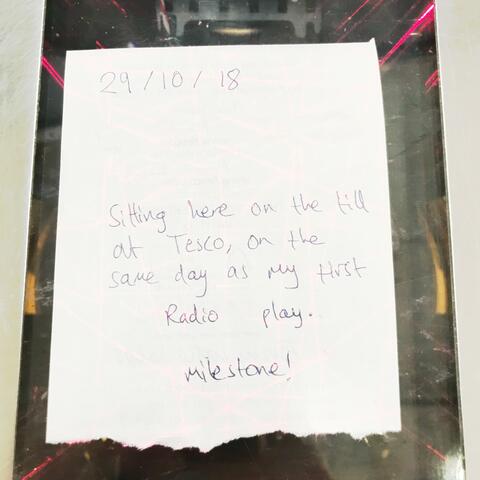 29/10/18
Sitting here on the till
at Tesco, on the
same day as my first
Radio play.
milestone!